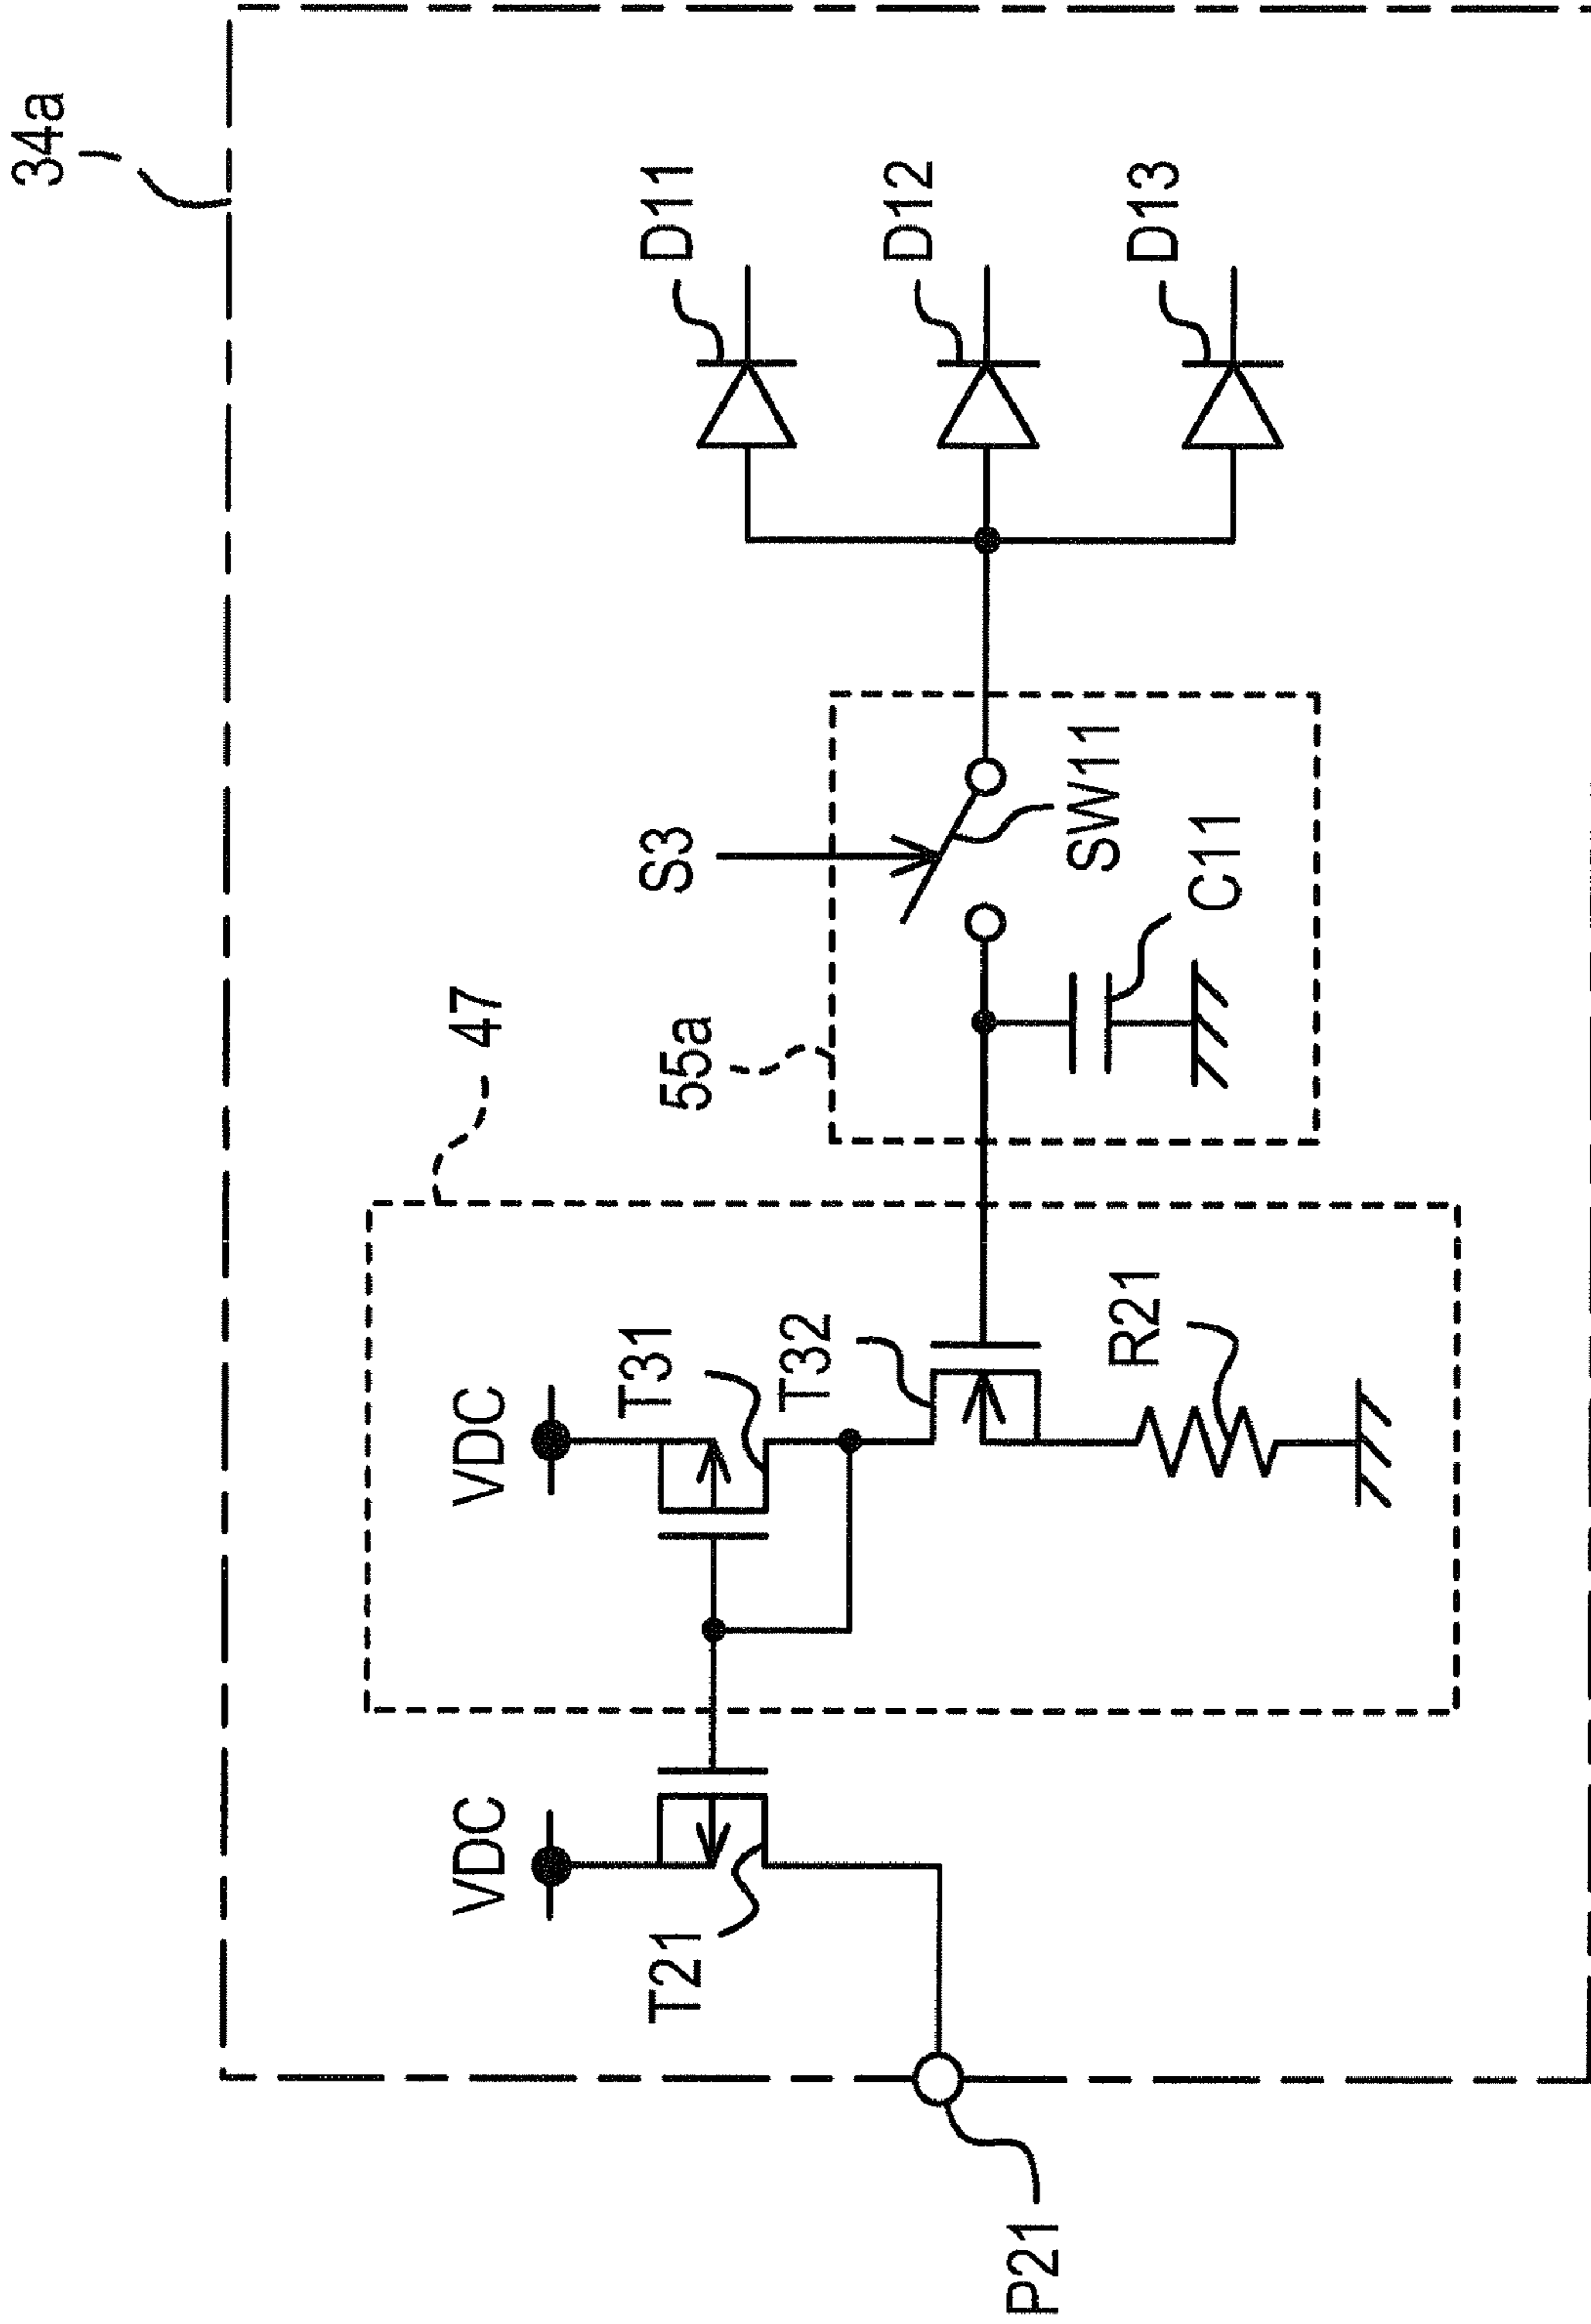 34a
D11
D12
D13
S3
SW11
C11
55a
47
VDC
T31
T32
R21
VDC
T21
P21